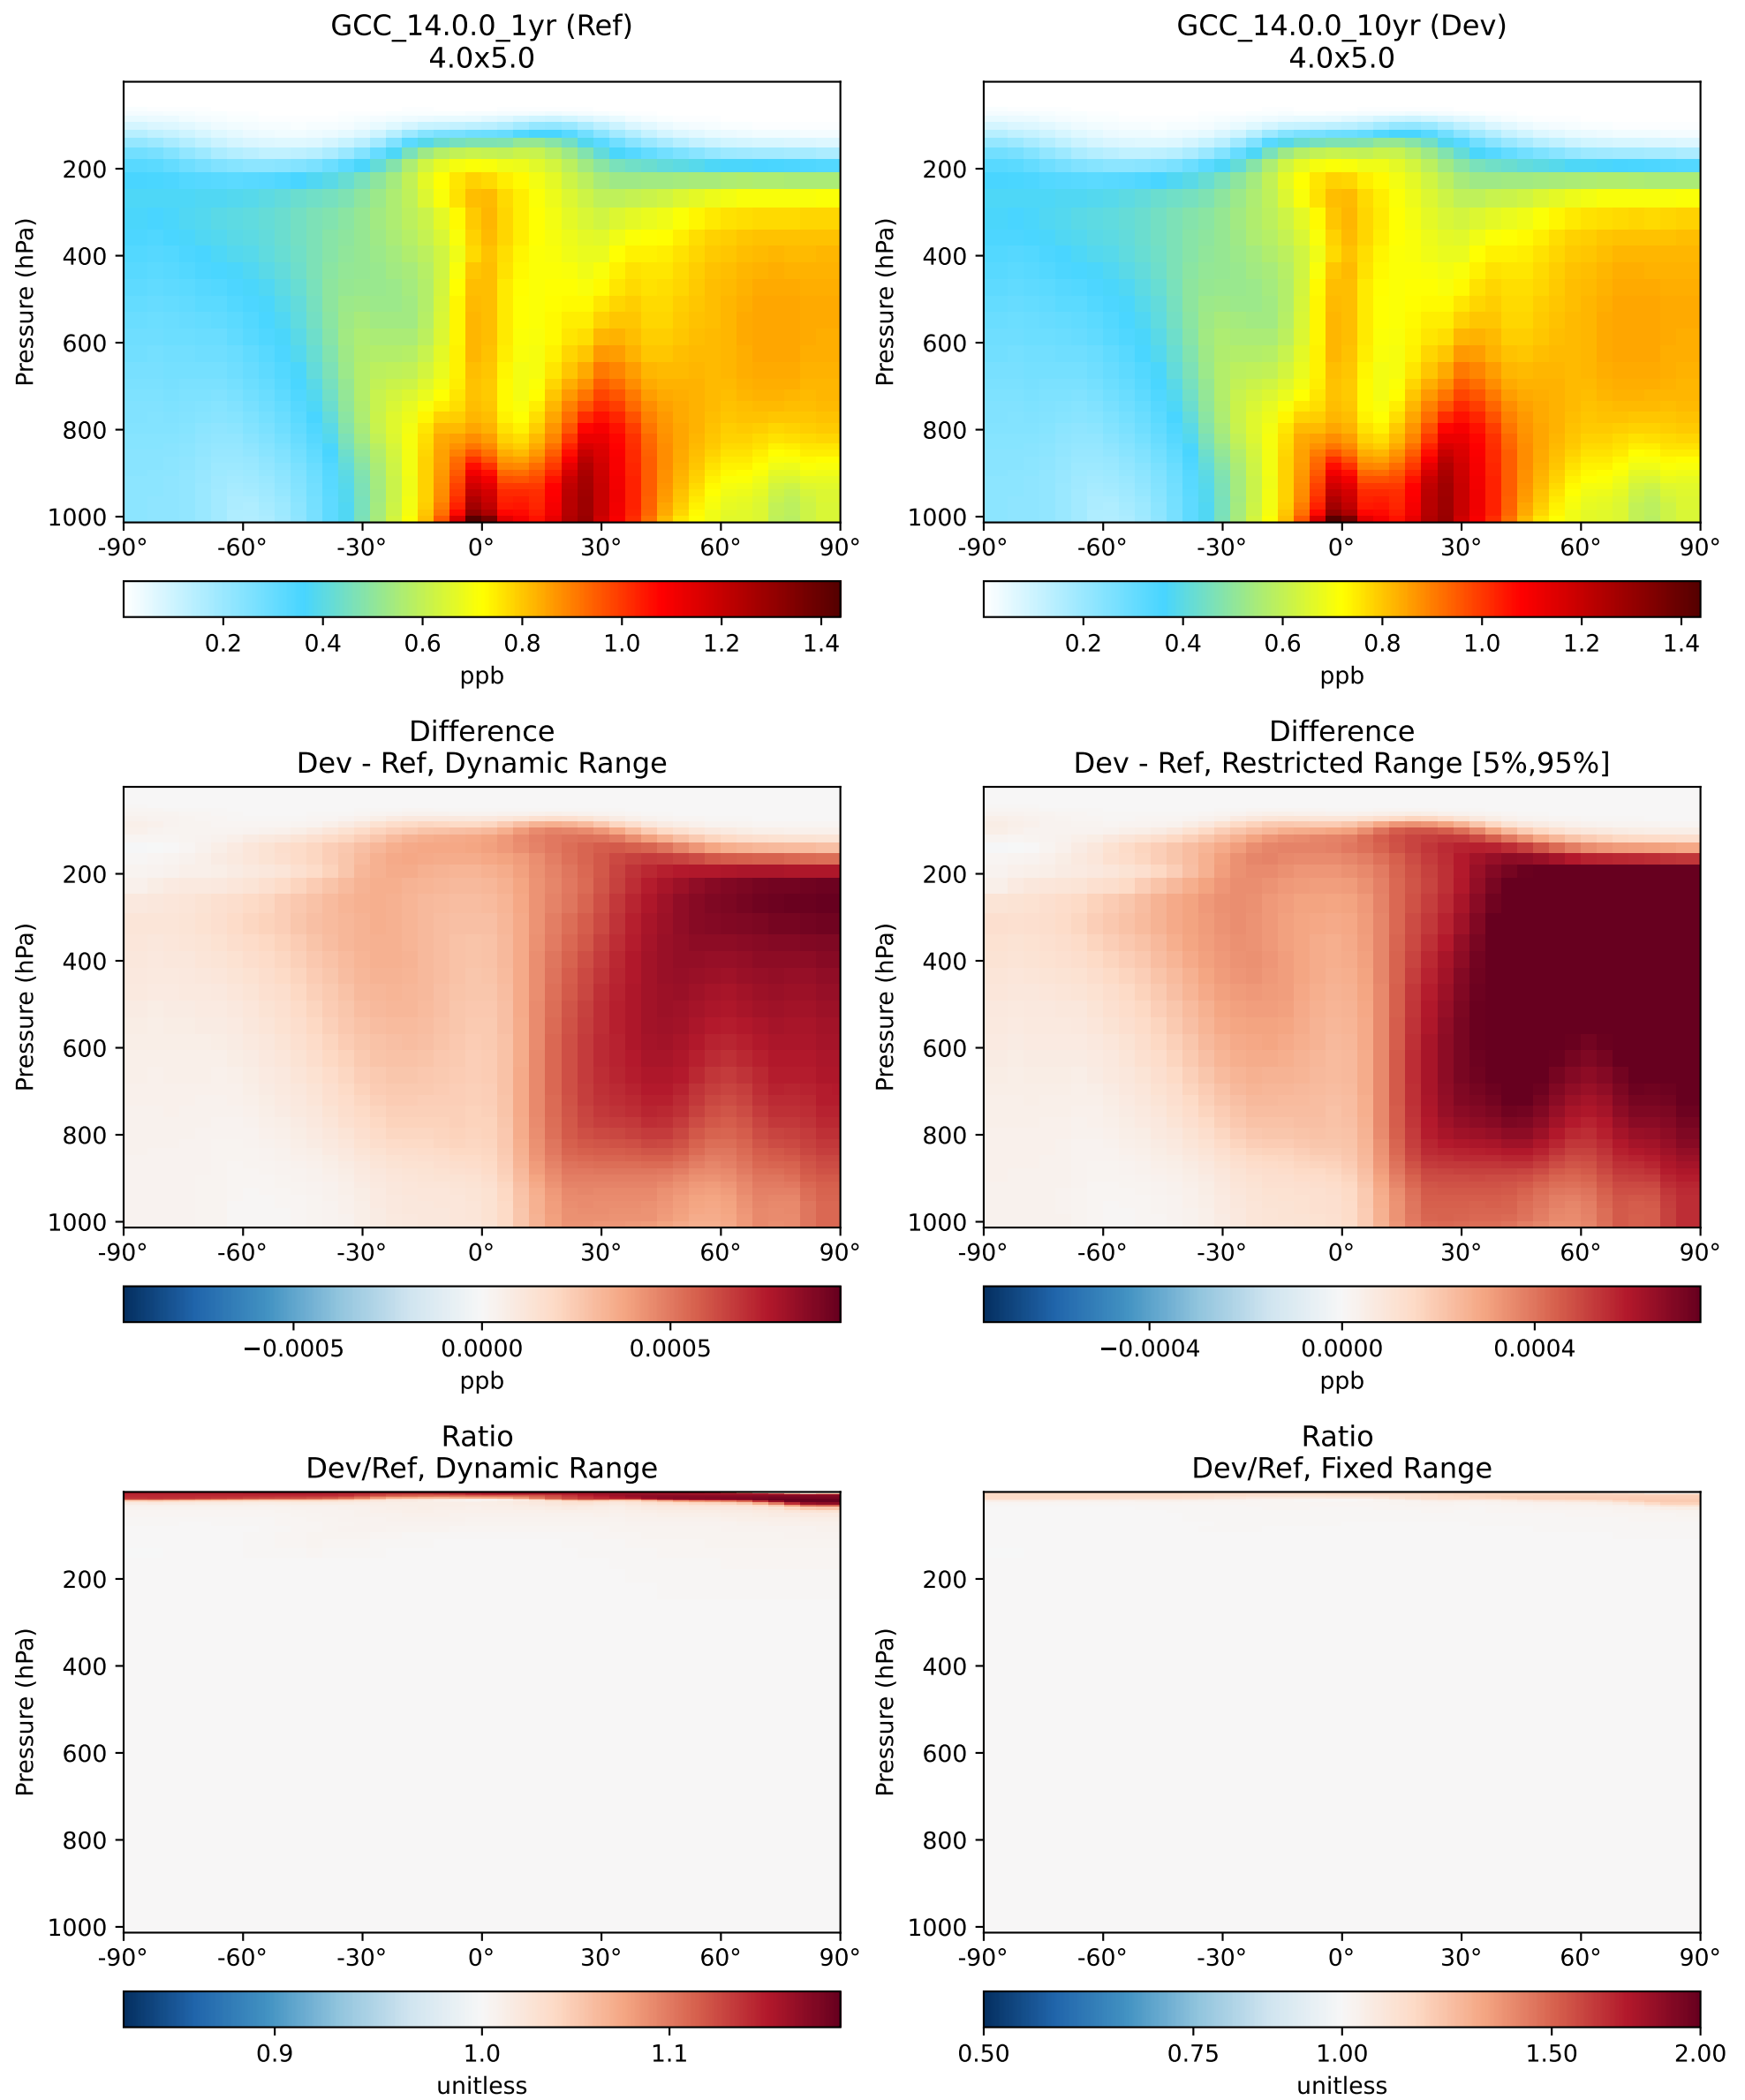 GCC_14.0.0_1yr (Ref)
4.0x5.0
Pressure (hPa)
200
400
600
800
1000
-90° -60° -30° 0° 30° 60° 90°
0.2 0.4 0.6 0.8 1.0 1.2 1.4
ppb
GCC_14.0.0_10yr (Dev)
4.0x5.0
Pressure (hPa)
200
400
600
800
1000
-90° -60° -30° 0° 30° 60° 90°
0.2 0.4 0.6 0.8 1.0 1.2 1.4
ppb
Difference
Dev - Ref, Dynamic Range
Pressure (hPa)
200
400
600
800
1000
-90° -60° -30° 0° 30° 60° 90°
−0.0005 0.0000 0.0005
ppb
Difference
Dev - Ref, Restricted Range [5%,95%]
Pressure (hPa)
200
400
600
800
1000
-90° -60° -30° 0° 30° 60° 90°
−0.0004 0.0000 0.0004
ppb
Ratio
Dev/Ref, Dynamic Range
Pressure (hPa)
200
400
600
800
1000
-90° -60° -30° 0° 30° 60° 90°
0.9 1.0 1.1
unitless
Ratio
Dev/Ref, Fixed Range
Pressure (hPa)
200
400
600
800
1000
-90° -60° -30° 0° 30° 60° 90°
0.50 0.75 1.00 1.50 2.00
unitless